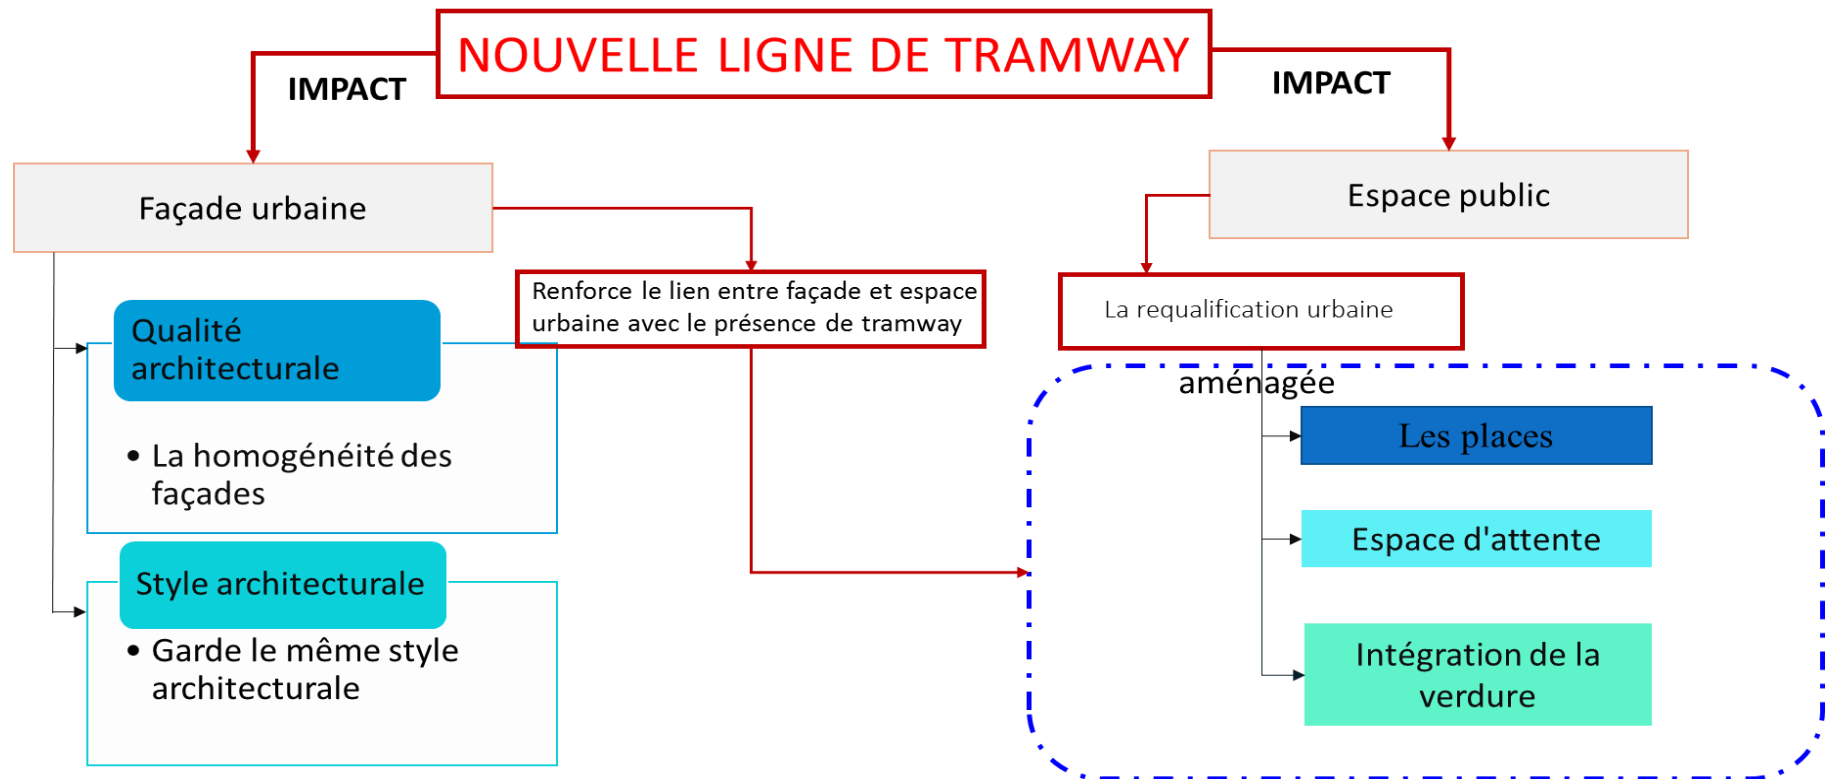 NOUVELLE LIGNE DE TRAMWAY
IMPACT
IMPACT
Façade urbaine
Espace public
Renforce le lien entre façade et espace
urbaine avec le présence de tramway
La requalification urbaine
Qualité
architecturale
• La homogénéité des
façades
Style architecturale
• Garde le même style
architecturale
aménagée
Les places
Espace d'attente
Intégration de la
verdure